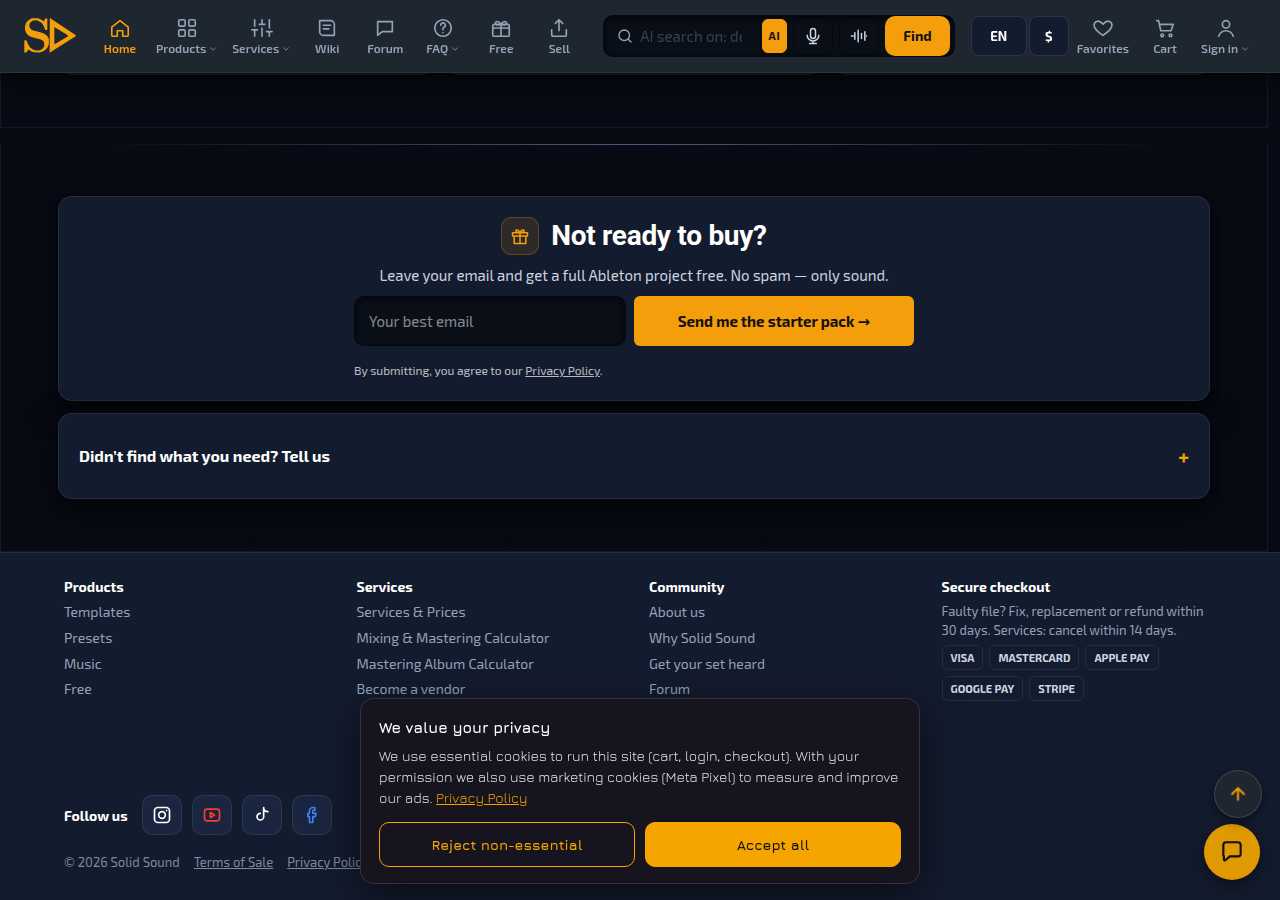 SD
Home
Products
Services
Wiki
Forum
FAQ
Free
Sell
AI search on: d
AI
Find
EN
$
Favorites
Cart
Sign in
Not ready to buy?
Leave your email and get a full Ableton project free. No spam — only sound.
Your best email
Send me the starter pack →
By submitting, you agree to our Privacy Policy.
Didn't find what you need? Tell us
+
Products
Templates
Presets
Music
Free
Services
Services & Prices
Mixing & Mastering Calculator
Mastering Album Calculator
Become a vendor
Community
About us
Why Solid Sound
Get your set heard
Forum
Secure checkout
Faulty file? Fix, replacement or refund within
30 days. Services: cancel within 14 days.
VISA
MASTERCARD
APPLE PAY
GOOGLE PAY
STRIPE
We value your privacy
We use essential cookies to run this site (cart, login, checkout). With your
permission we also use marketing cookies (Meta Pixel) to measure and improve
our ads. Privacy Policy
Reject non-essential
Accept all
Follow us
© 2026 Solid Sound
Terms of Sale
Privacy Polic